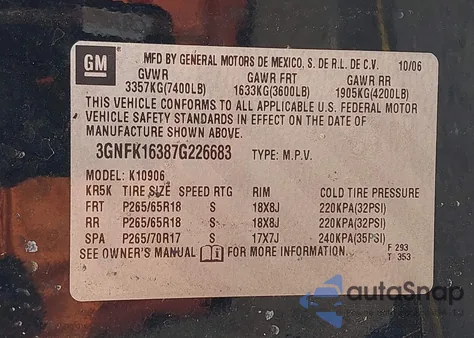 GM
MFD BY GENERAL MOTORS DE MEXICO, S. DE R.L. DE C.V. 10/06
GVWR GAWR FRT GAWR RR
3357KG(7400LB) 1633KG(3600LB) 1905KG(4200LB)
THIS VEHICLE CONFORMS TO ALL APPLICABLE U.S. FEDERAL MOTOR
VEHICLE SAFETY STANDARDS IN EFFECT ON THE DATE OF
MANUFACTURE SHOWN ABOVE.
3GNFK16387G226683 TYPE: M.P.V.
MODEL: K10906
KR5K TIRE SIZE SPEED RTG RIM COLD TIRE PRESSURE
FRT P265/65R18 S 18X8J 220KPA(32PSI)
RR P265/65R18 S 18X8J 220KPA(32PSI)
SPA P265/70R17 S 17X7J 240KPA(35PSI)
SEE OWNER'S MANUAL i FOR MORE INFORMATION.
F 293
T 353
autoSnap